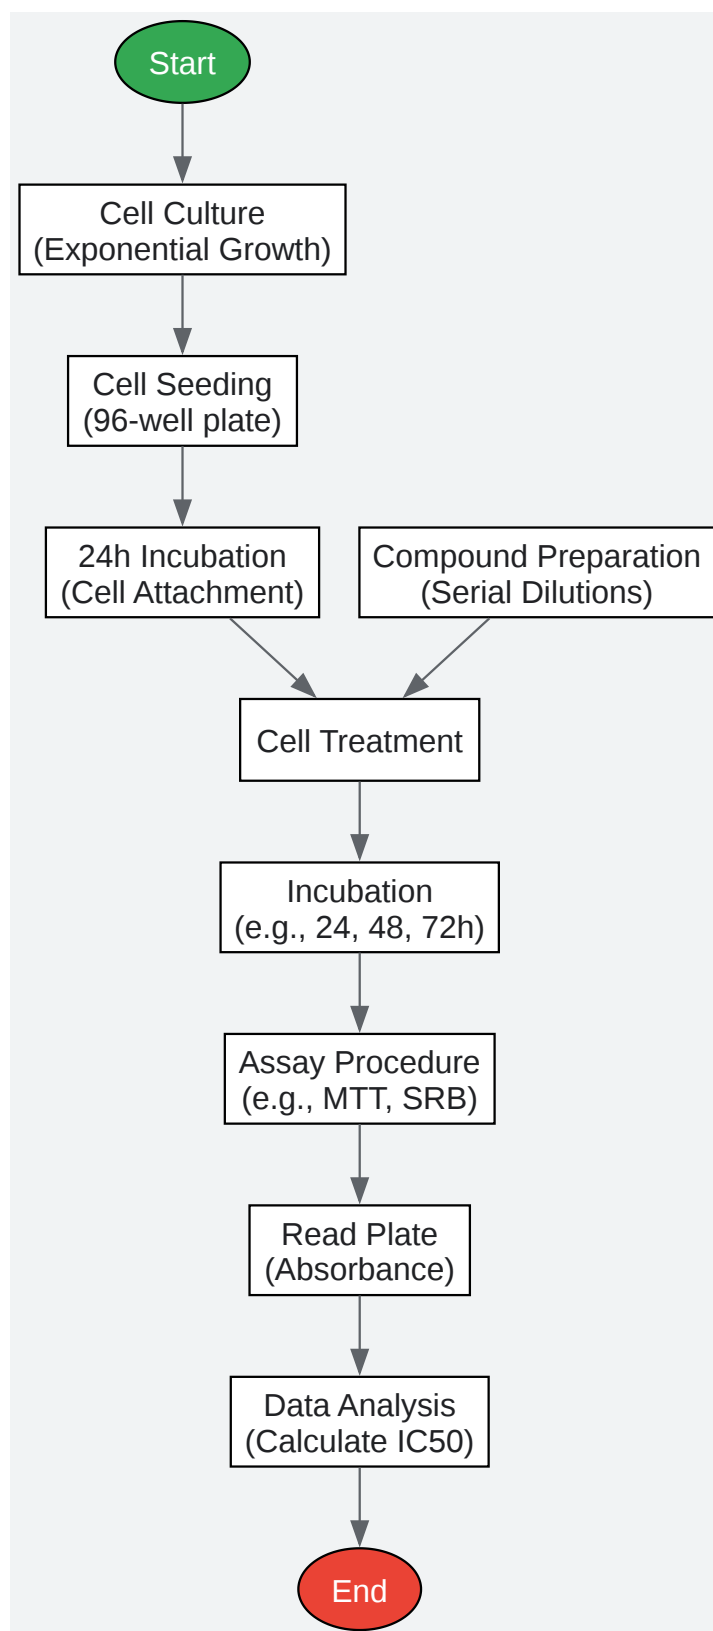 Start
Cell Culture
(Exponential Growth)
Cell Seeding
(96-well plate)
24h Incubation
(Cell Attachment)
Compound Preparation
(Serial Dilutions)
Cell Treatment
Incubation
(e.g., 24, 48, 72h)
Assay Procedure
(e.g., MTT, SRB)
Read Plate
(Absorbance)
Data Analysis
(Calculate IC50)
End